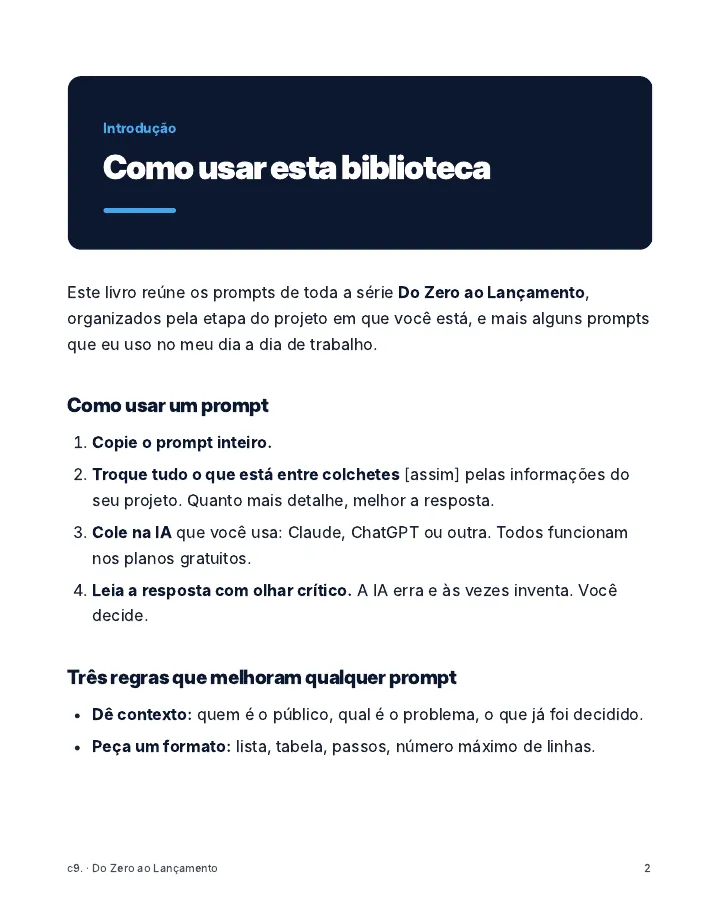 Introdução
Como usar esta biblioteca
Este livro reúne os prompts de toda a série Do Zero ao Lançamento,
organizados pela etapa do projeto em que você está, e mais alguns prompts
que eu uso no meu dia a dia de trabalho.
Como usar um prompt
1. Copie o prompt inteiro.
2. Troque tudo o que está entre colchetes [assim] pelas informações do
seu projeto. Quanto mais detalhe, melhor a resposta.
3. Cole na IA que você usa: Claude, ChatGPT ou outra. Todos funcionam
nos planos gratuitos.
4. Leia a resposta com olhar crítico. A IA erra e às vezes inventa. Você
decide.
Três regras que melhoram qualquer prompt
• Dê contexto: quem é o público, qual é o problema, o que já foi decidido.
• Peça um formato: lista, tabela, passos, número máximo de linhas.
c9. · Do Zero ao Lançamento
2